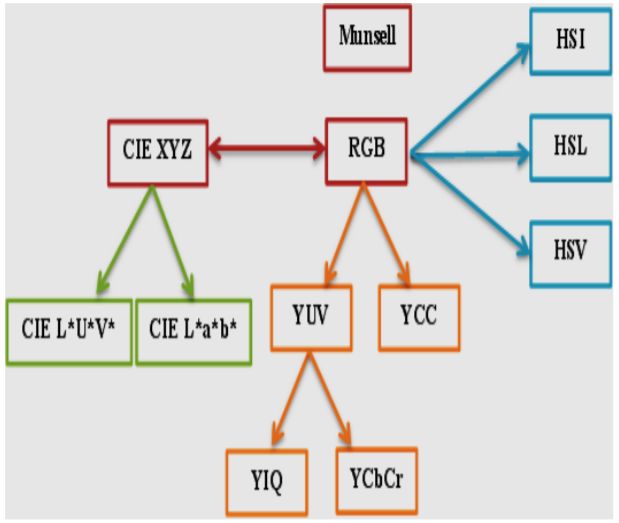 Munsell
HSI
CIE XYZ
RGB
HSL
HSV
CIE L*U*V*
CIE L*a*b*
YUV
YCC
YIQ
YCbCr